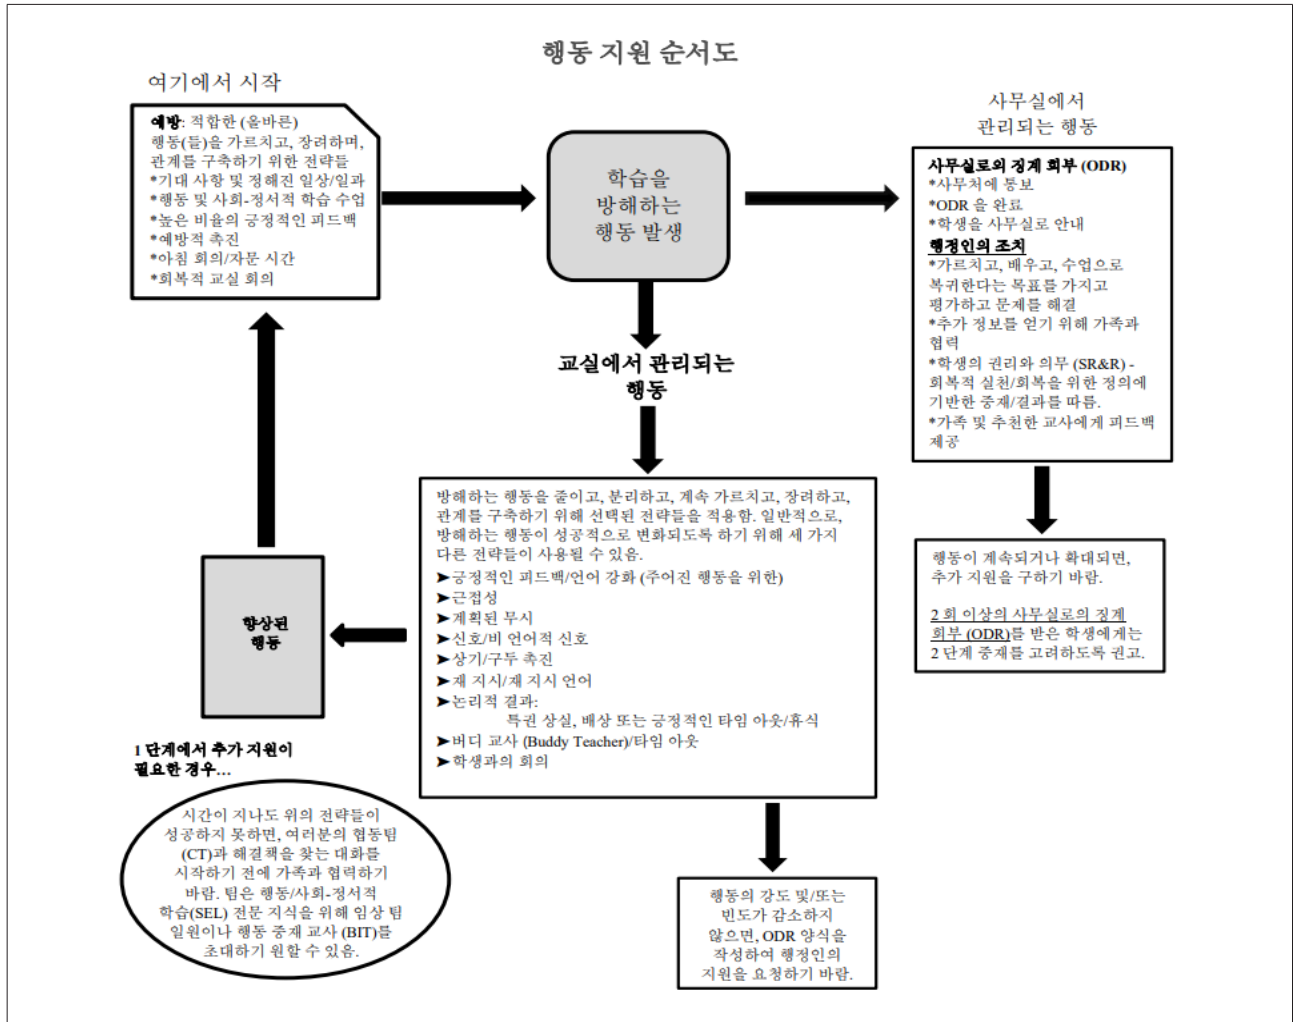 행동 지원 순서도
여기에서 시작
예방: 적합한 (올바른)
행동(들)을 가르치고, 장려하며,
관계를 구축하기 위한 전략들
*기대 사항 및 정해진 일상/일과
*행동 및 사회-정서적 학습 수업
*높은 비율의 긍정적인 피드백
*예방적 촉진
*아침 회의/자문 시간
*회복적 교실 회의
학습을
방해하는
행동 발생
사무실에서
관리되는 행동
사무실로의 징계 회부 (ODR)
*사무처에 통보
*ODR 을 완료
*학생을 사무실로 안내
행정인의 조치
*가르치고, 배우고, 수업으로
복귀한다는 목표를 가지고
평가하고 문제를 해결
*추가 정보를 얻기 위해 가족과
협력
*학생의 권리와 의무 (SR&R) -
회복적 실천/회복을 위한 정의에
기반한 중재/결과를 따름.
*가족 및 추천한 교사에게 피드백
제공
교실에서 관리되는
행동
방해하는 행동을 줄이고, 분리하고, 계속 가르치고, 장려하고,
관계를 구축하기 위해 선택된 전략들을 적용함. 일반적으로,
방해하는 행동이 성공적으로 변화되도록 하기 위해 세 가지
다른 전략들이 사용될 수 있음.
➤긍정적인 피드백/언어 강화 (주어진 행동을 위한)
➤근접성
➤계획된 무시
➤신호/비 언어적 신호
➤상기/구두 촉진
➤재 지시/재 지시 언어
➤논리적 결과:
특권 상실, 배상 또는 긍정적인 타임 아웃/휴식
➤버디 교사 (Buddy Teacher)/타임 아웃
➤학생과의 회의
행동이 계속되거나 확대되면,
추가 지원을 구하기 바람.
2 회 이상의 사무실로의 징계
회부 (ODR)를 받은 학생에게는
2 단계 중재를 고려하도록 권고.
향상된
행동
1 단계에서 추가 지원이
필요한 경우…
시간이 지나도 위의 전략들이
성공하지 못하면, 여러분의 협동팀
(CT)과 해결책을 찾는 대화를
시작하기 전에 가족과 협력하기
바람. 팀은 행동/사회-정서적
학습(SEL) 전문 지식을 위해 임상 팀
일원이나 행동 중재 교사 (BIT)를
초대하기 원할 수 있음.
행동의 강도 및/또는
빈도가 감소하지
않으면, ODR 양식을
작성하여 행정인의
지원을 요청하기 바람.